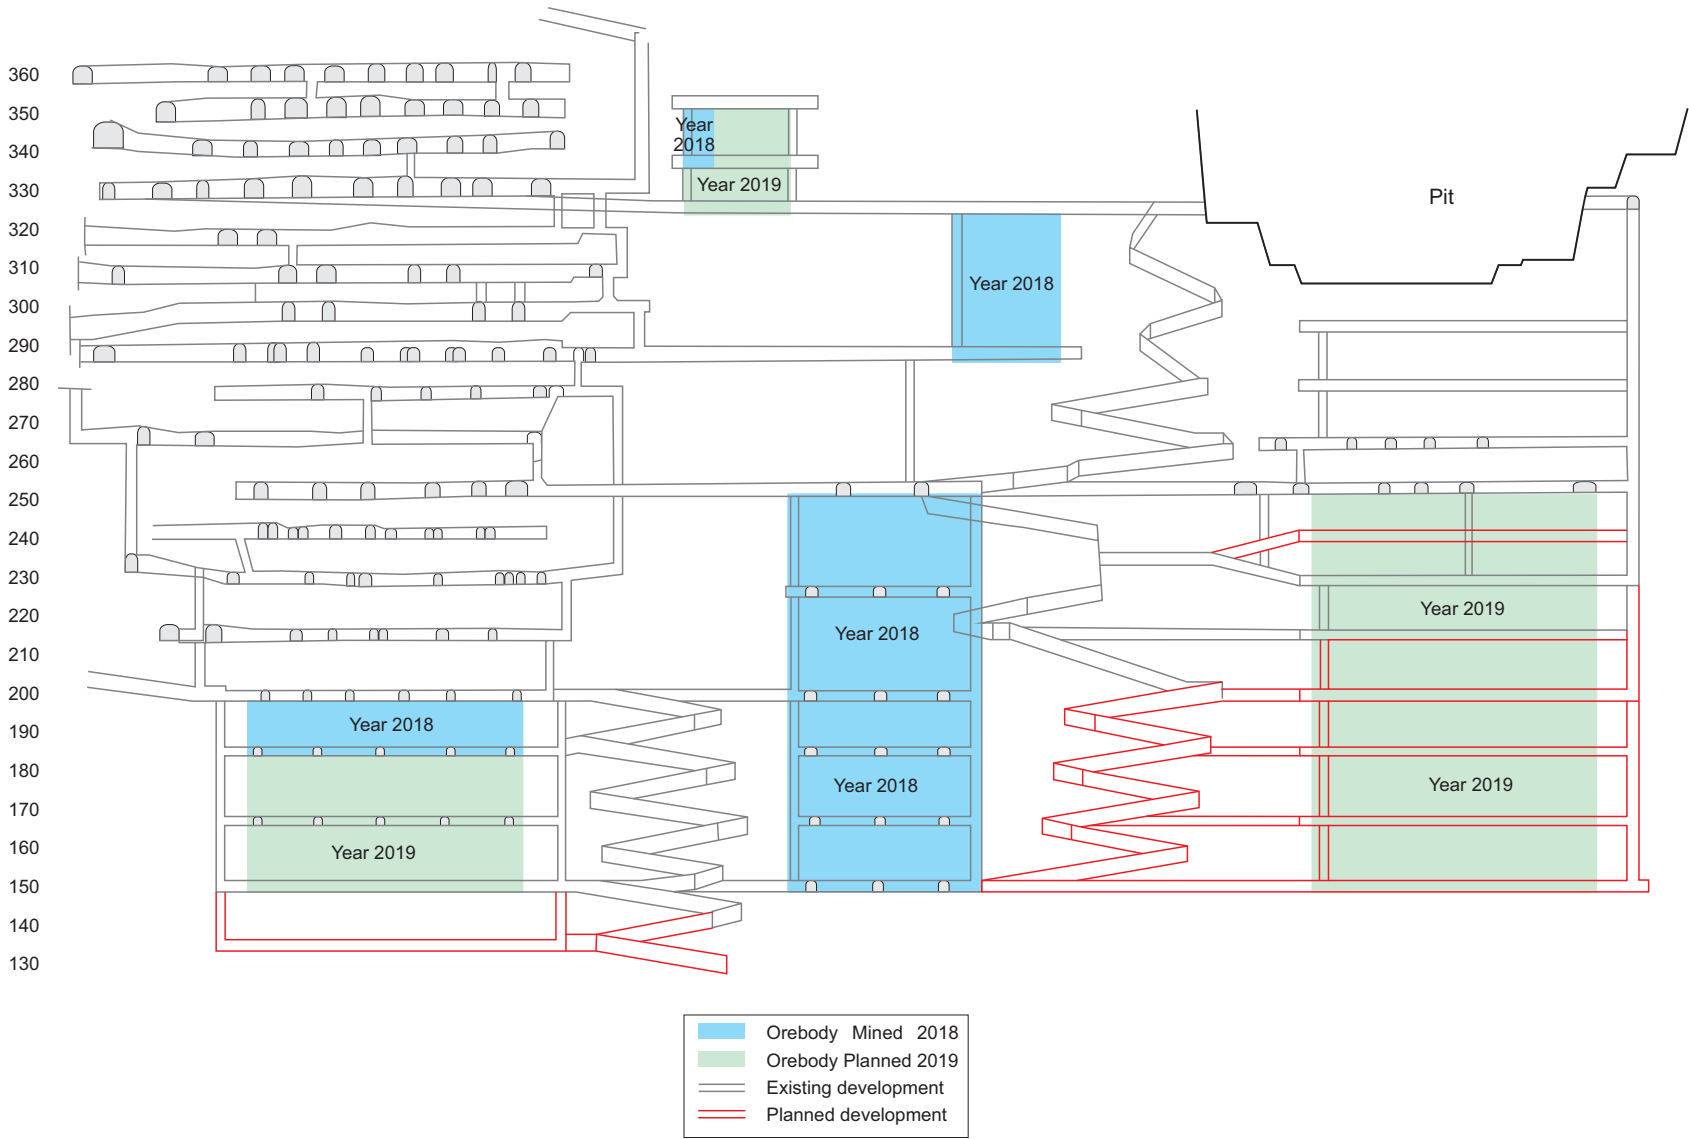 360
350
340
330
320
310
300
290
280
270
260
250
240
230
220
210
200
190
180
170
160
150
140
130
Year
2018
Year 2019
Pit
Year 2018
Year 2019
Year 2018
Year 2018
Year 2018
Year 2019
Year 2019
Orebody Mined 2018
Orebody Planned 2019
Existing development
Planned development